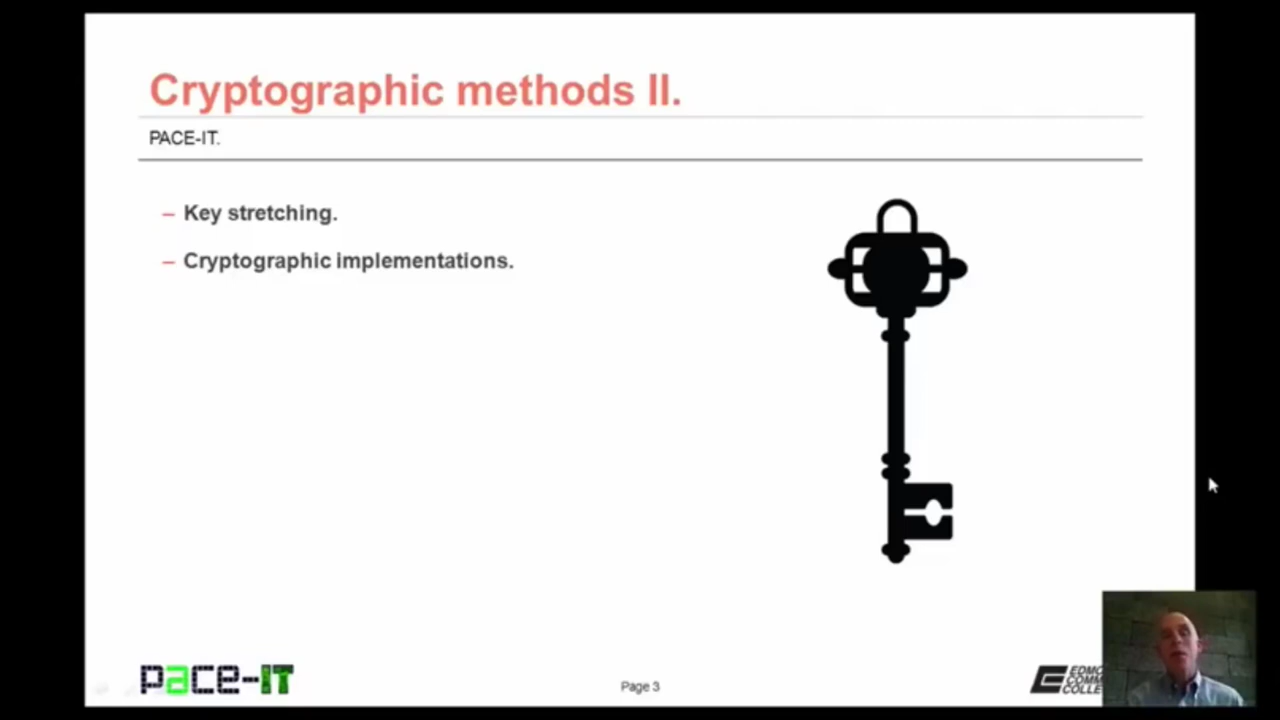 Cryptographic methods II.
PACE-IT.
– Key stretching.
– Cryptographic implementations.
pace-IT
Page 3